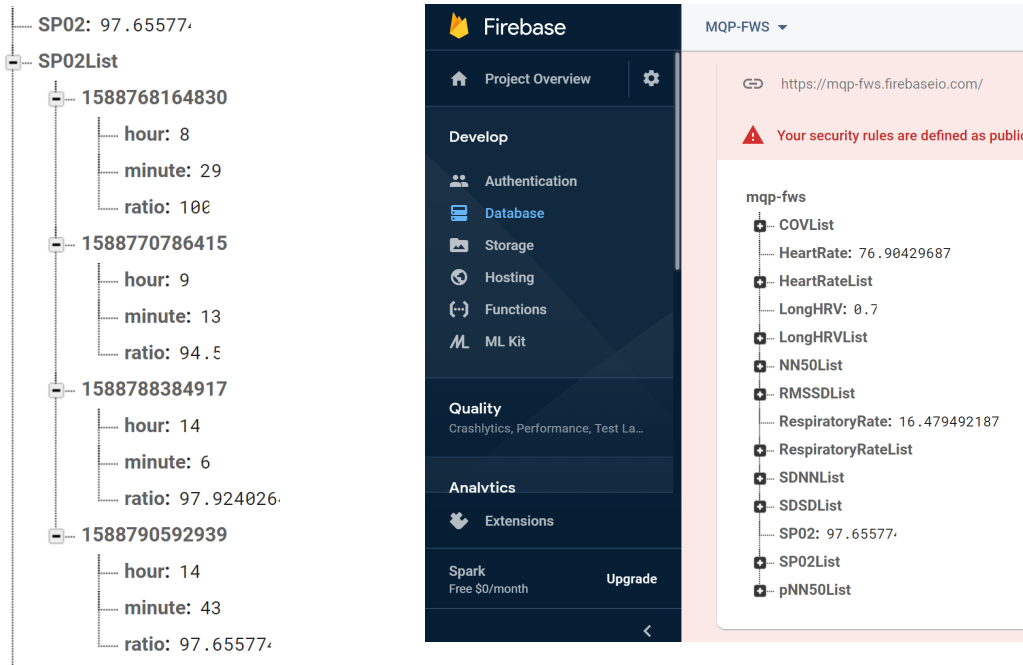 SP02: 97.655774
SP02List
1588768164830
hour: 8
minute: 29
ratio: 100
1588770786415
hour: 9
minute: 13
ratio: 94.5
1588788384917
hour: 14
minute: 6
ratio: 97.9240264
1588790592939
hour: 14
minute: 43
ratio: 97.655774
Firebase
Project Overview
Develop
Authentication
Database
Storage
Hosting
Functions
ML Kit
Quality
Crashlytics, Performance, Test La...
Analytics
Extensions
Spark
Free $0/month
Upgrade
MQP-FWS
https://mqp-fws.firebaseio.com/
Your security rules are defined as public
mqp-fws
COVList
HeartRate: 76.90429687
HeartRateList
LongHRV: 0.7
LongHRVList
NN50List
RMSSDList
RespiratoryRate: 16.479492187
RespiratoryRateList
SDNNList
SDSDList
SP02: 97.655774
SP02List
pNN50List